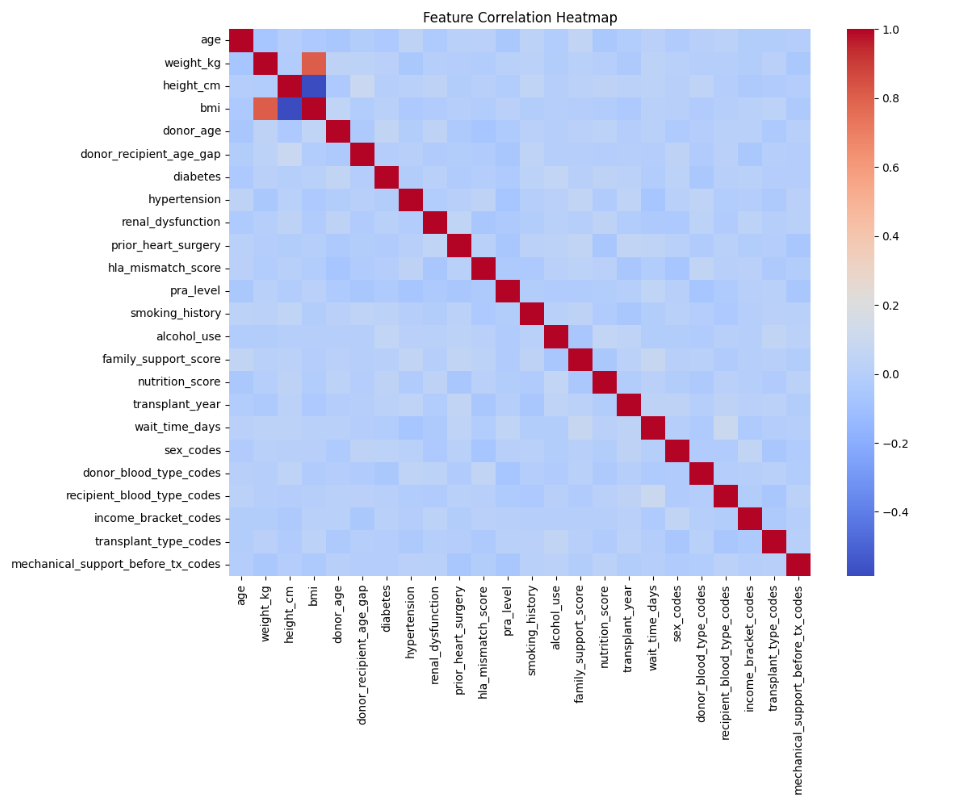 Feature Correlation Heatmap
age
weight_kg
height_cm
bmi
donor_age
donor_recipient_age_gap
diabetes
hypertension
renal_dysfunction
prior_heart_surgery
hla_mismatch_score
pra_level
smoking_history
alcohol_use
family_support_score
nutrition_score
transplant_year
wait_time_days
sex_codes
donor_blood_type_codes
recipient_blood_type_codes
income_bracket_codes
transplant_type_codes
mechanical_support_before_tx_codes
age
weight_kg
height_cm
bmi
donor_age
donor_recipient_age_gap
diabetes
hypertension
renal_dysfunction
prior_heart_surgery
hla_mismatch_score
pra_level
smoking_history
alcohol_use
family_support_score
nutrition_score
transplant_year
wait_time_days
sex_codes
donor_blood_type_codes
recipient_blood_type_codes
income_bracket_codes
transplant_type_codes
mechanical_support_before_tx_codes
1.0
0.8
0.6
0.4
0.2
0.0
−0.2
−0.4